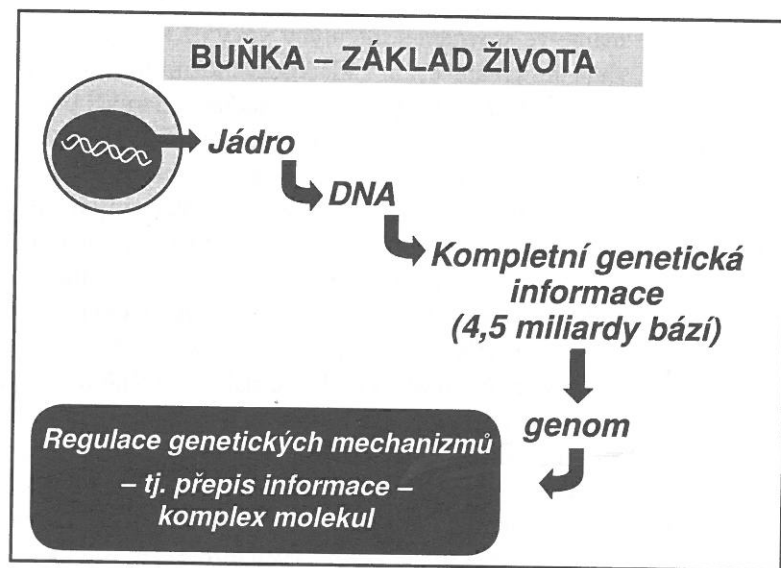 BUŇKA – ZÁKLAD ŽIVOTA
Jádro
DNA
Kompletní genetická
informace
(4,5 miliardy bází)
genom
Regulace genetických mechanizmů
– tj. přepis informace –
komplex molekul